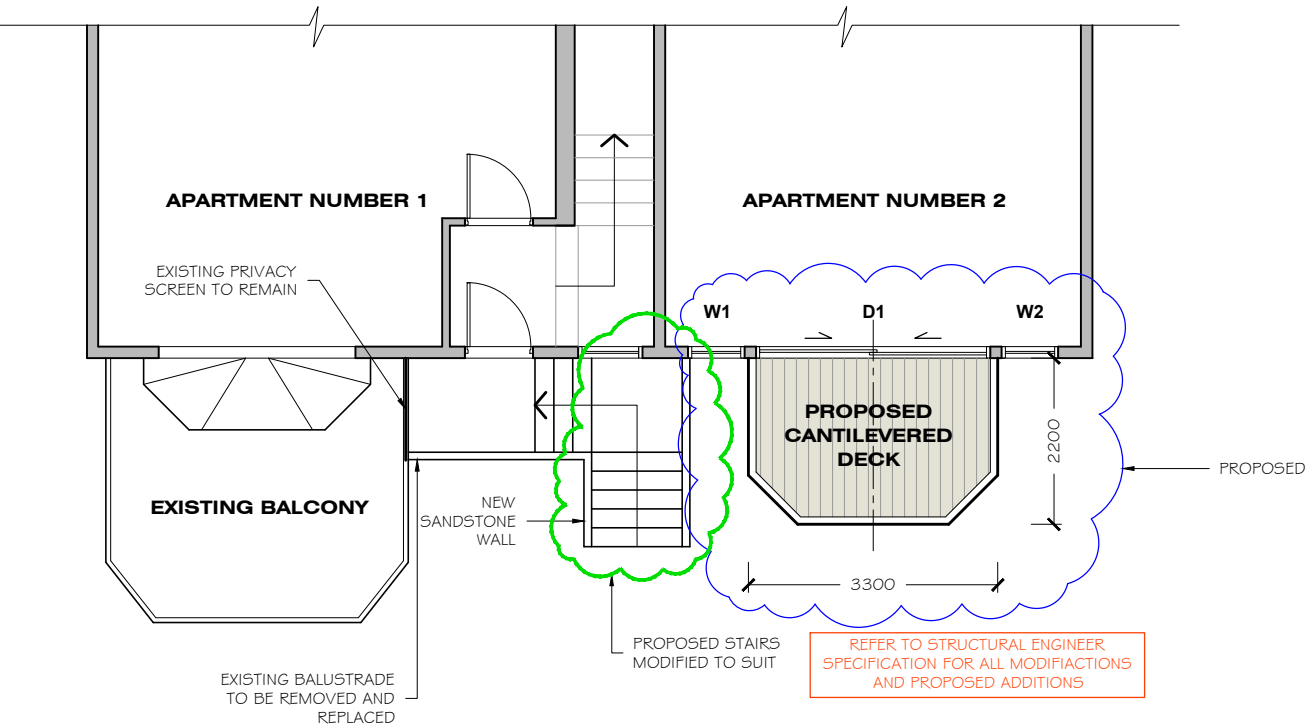 APARTMENT NUMBER 1
APARTMENT NUMBER 2
EXISTING PRIVACY
SCREEN TO REMAIN
W1
D1
W2
PROPOSED
CANTILEVERED
DECK
2200
PROPOSED
EXISTING BALCONY
NEW
SANDSTONE
WALL
3300
PROPOSED STAIRS
MODIFIED TO SUIT
REFER TO STRUCTURAL ENGINEER
SPECIFICATION FOR ALL MODIFIACTIONS
AND PROPOSED ADDITIONS
EXISTING BALUSTRADE
TO BE REMOVED AND
REPLACED